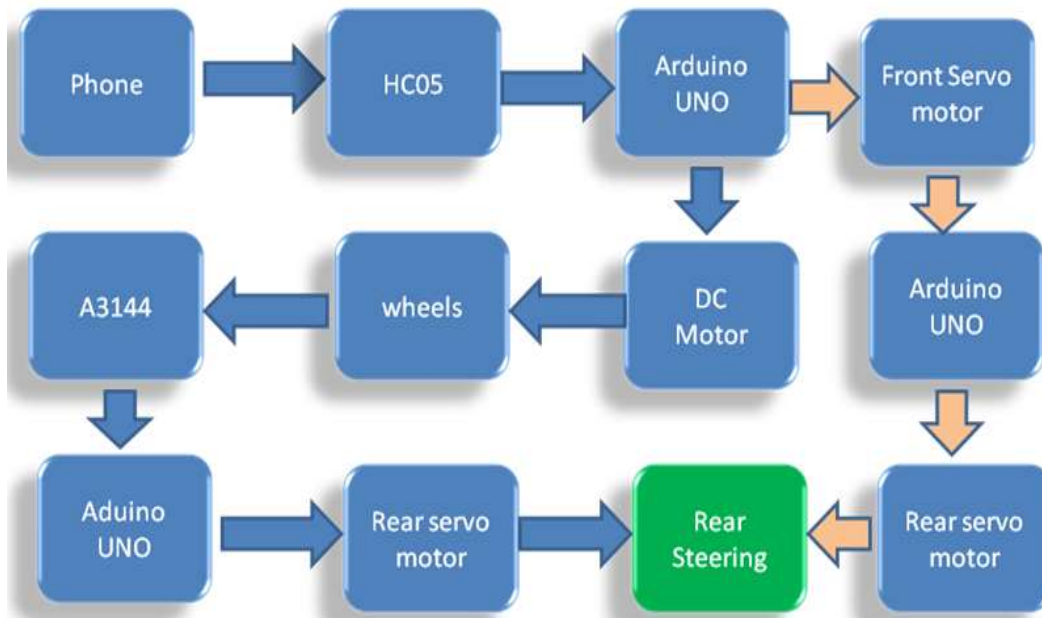 Phone
HC05
Arduino
UNO
Front Servo
motor
A3144
wheels
DC
Motor
Arduino
UNO
Aduino
UNO
Rear servo
motor
Rear
Steering
Rear servo
motor